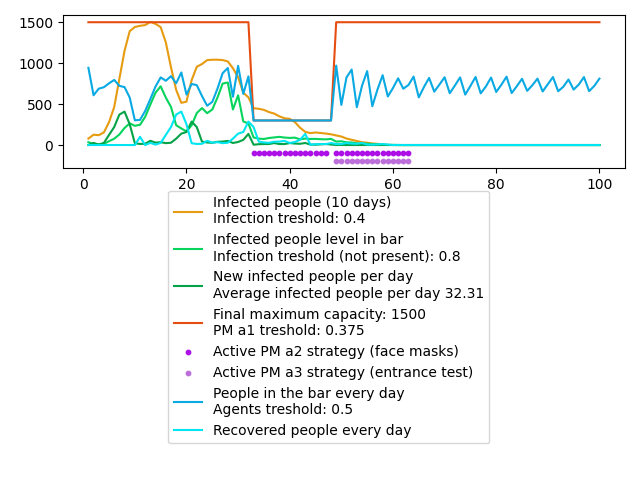 1500
1000
500
0
0 20 40 60 80 100
Infected people (10 days)
Infection treshold: 0.4
Infected people level in bar
Infection treshold (not present): 0.8
New infected people per day
Average infected people per day 32.31
Final maximum capacity: 1500
PM a1 treshold: 0.375
Active PM a2 strategy (face masks)
Active PM a3 strategy (entrance test)
People in the bar every day
Agents treshold: 0.5
Recovered people every day